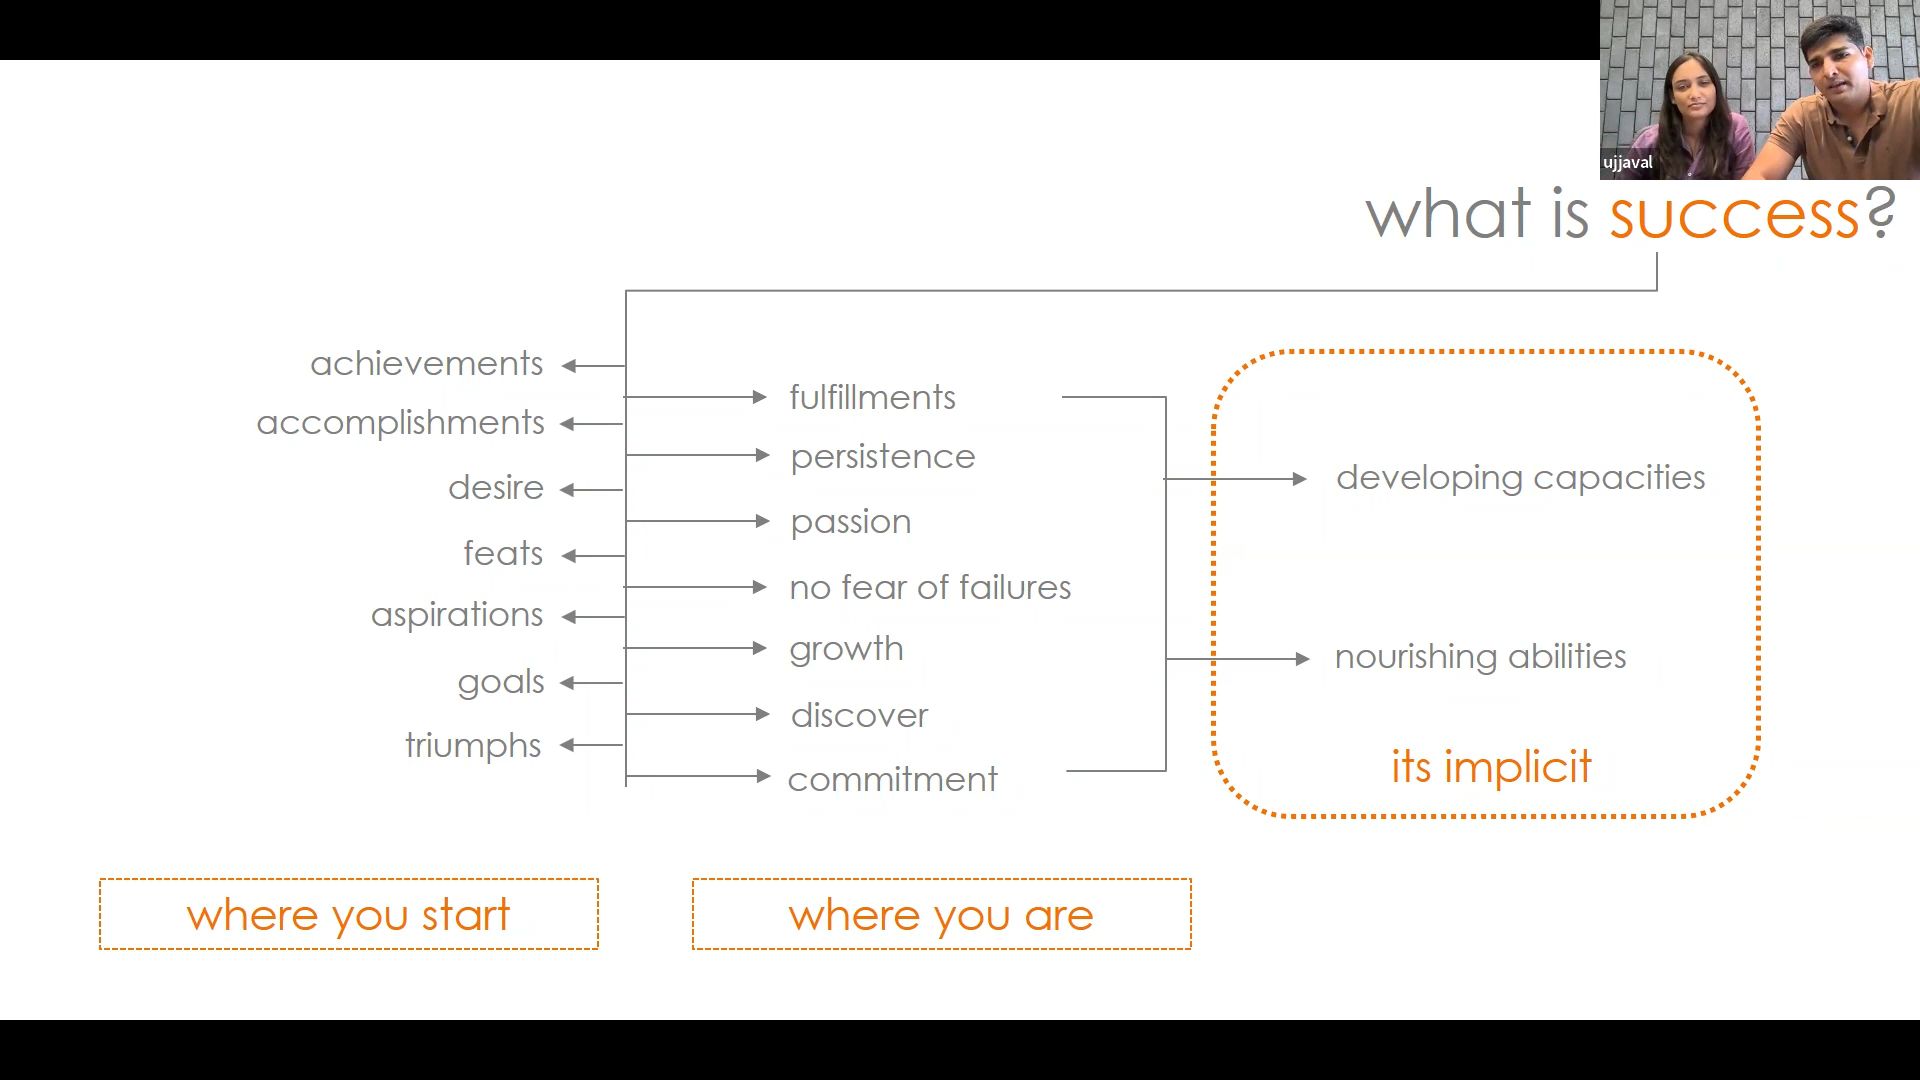 ujjaval
what is success?
achievements
accomplishments
desire
feats
aspirations
goals
triumphs
fulfillments
persistence
passion
no fear of failures
growth
discover
commitment
developing capacities
nourishing abilities
its implicit
where you start
where you are